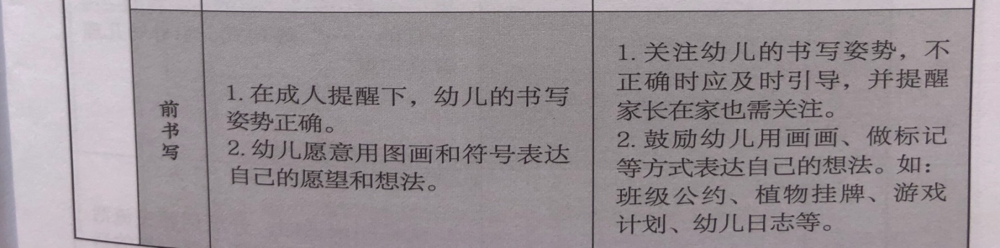 前
书
写
1. 在成人提醒下，幼儿的书写
姿势正确。
2. 幼儿愿意用图画和符号表达
自己的愿望和想法。
1. 关注幼儿的书写姿势，不
正确时应及时引导，并提醒
家长在家也需关注。
2. 鼓励幼儿用画画、做标记
等方式表达自己的想法。如：
班级公约、植物挂牌、游戏
计划、幼儿日志等。